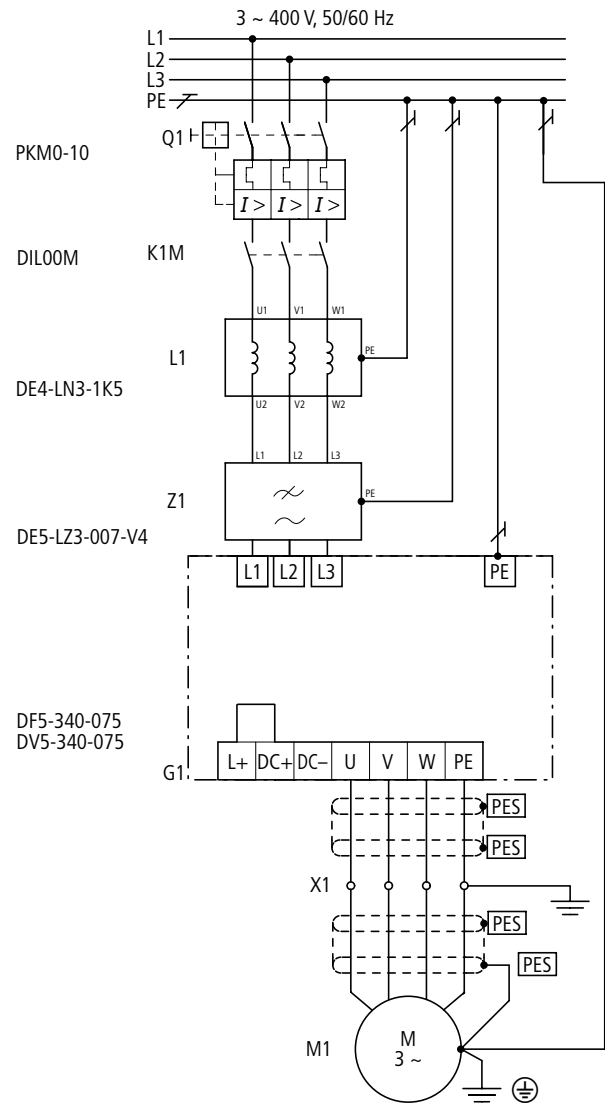 3 ~ 400 V, 50/60 Hz
L1
L2
L3
PE
PKM0-10
Q1
I > I > I >
DIL00M
K1M
U1 V1 W1
L1
PE
DE4-LN3-1K5
U2 V2 W2
L1 L2 L3
Z1
PE
DE5-LZ3-007-V4
L1 L2 L3 PE
DF5-340-075
DV5-340-075
G1
L+ DC+ DC– U V W PE
PES
PES
X1
PES
PES
M1
M
3 ~